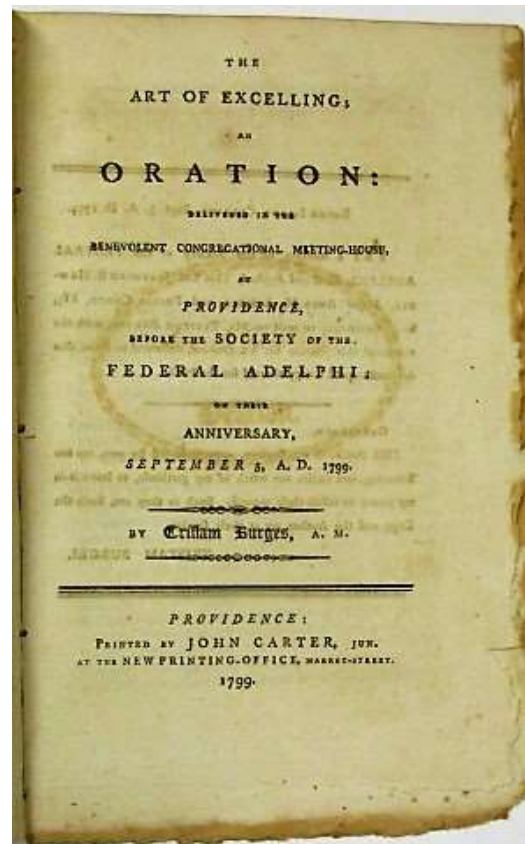 THE
ART OF EXCELLING;
AN
ORATION:
DELIVERED IN THE
BENEVOLENT CONGREGATIONAL MEETING-HOUSE,
AT
PROVIDENCE,
BEFORE THE SOCIETY OF THE
FEDERAL ADELPHI;
ON THEIR
ANNIVERSARY,
SEPTEMBER 5, A. D. 1799.
BY Tristam Burges, A. M.
PROVIDENCE:
PRINTED BY JOHN CARTER, JUN.
AT THE NEW PRINTING-OFFICE, MARKET-STREET.
1799.